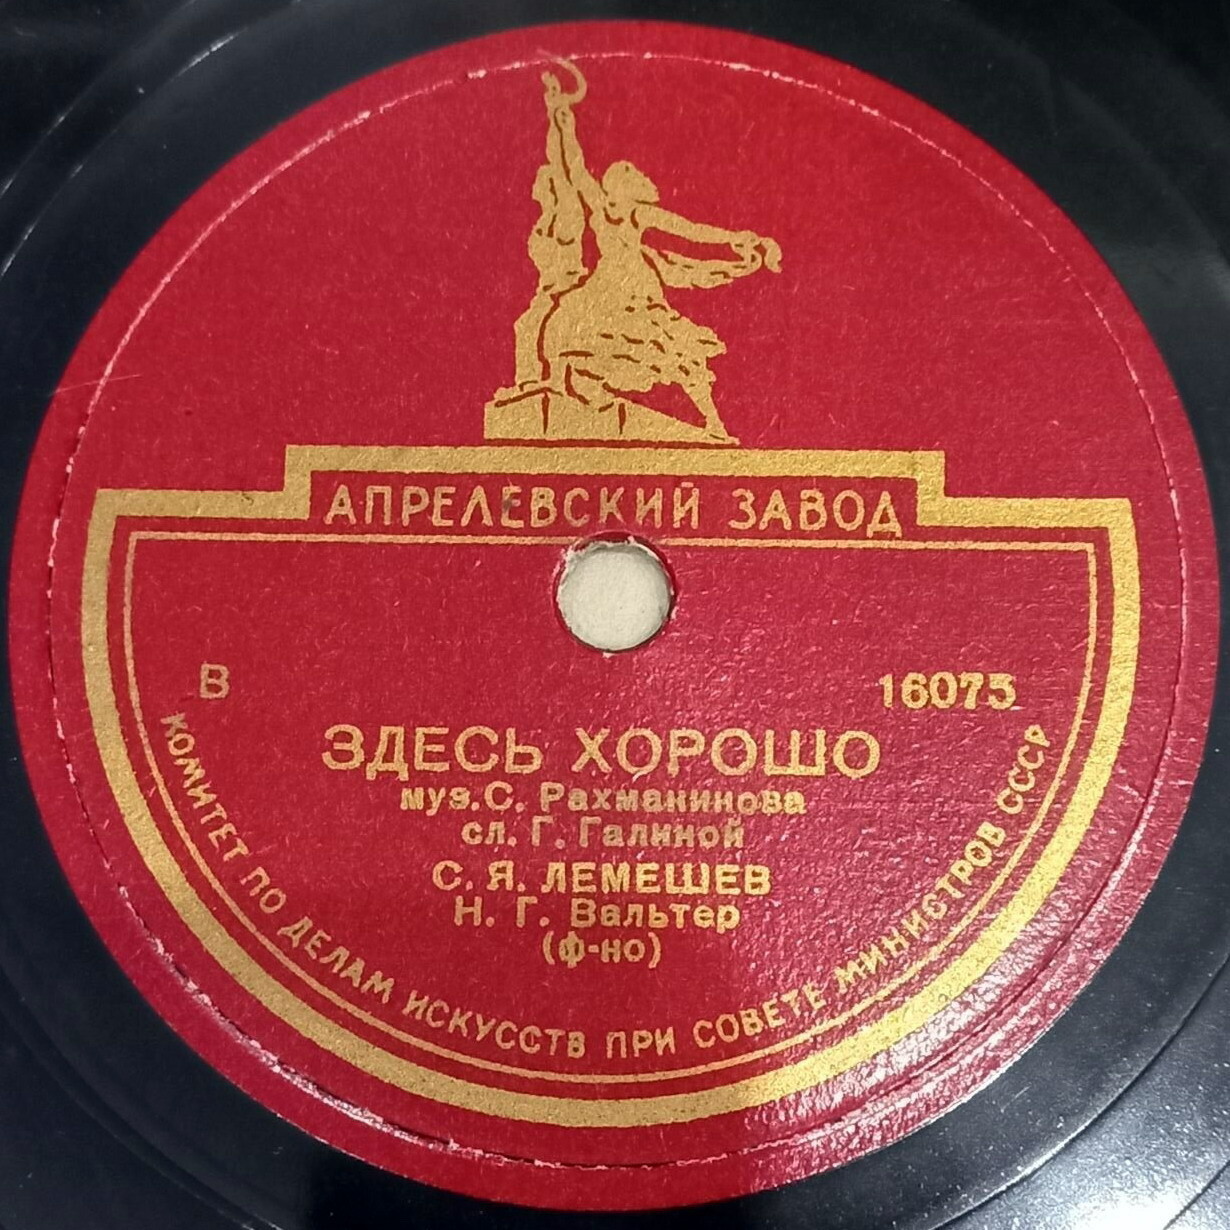 АПРЕЛЕВСКИЙ ЗАВОД
В 16075
ЗДЕСЬ ХОРОШО
муз. С. Рахманинова
сл. Г. Галиной
С. Я. ЛЕМЕШЕВ
Н. Г. Вальтер
(ф-но)
КОМИТЕТ ПО ДЕЛАМ ИСКУССТВ ПРИ СОВЕТЕ МИНИСТРОВ СССР